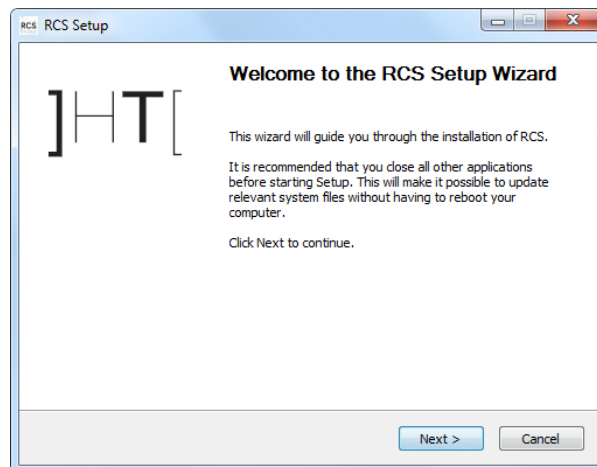 RCS RCS Setup
Welcome to the RCS Setup Wizard
]HT[
This wizard will guide you through the installation of RCS.
It is recommended that you close all other applications
before starting Setup. This will make it possible to update
relevant system files without having to reboot your
computer.
Click Next to continue.
Next > Cancel